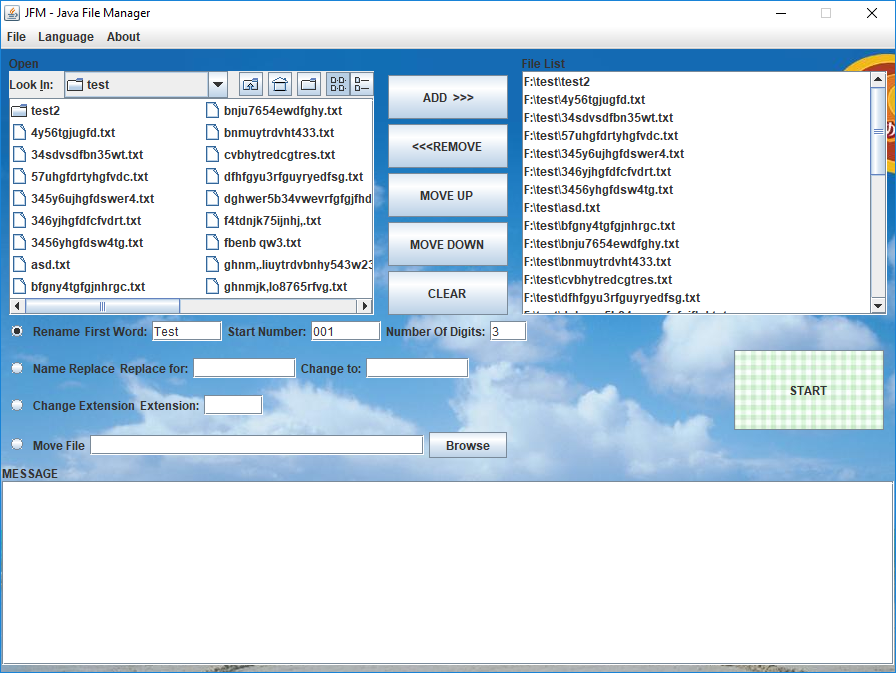 JFM - Java File Manager
File Language About
Open
Look In: test
test2
4y56tgjugfd.txt
34sdvsdfbn35wt.txt
57uhgfdrtyhgfvdc.txt
345y6ujhgfdswer4.txt
346yjhgfdfcfvdrt.txt
3456yhgfdsw4tg.txt
asd.txt
bfgny4tgfgjnhrgc.txt
bnju7654ewdfghy.txt
bnmuytrdvht433.txt
cvbhytredcgtres.txt
dfhfgyu3rfguyryedfsg.txt
dghwer5b34vwevrfgfgjfhd
f4tdnjk75ijnhj,.txt
fbenb qw3.txt
ghnm,.liuytrdvbnhy543w23
ghnmjk,lo8765rfvg.txt
ADD >>>
<<<REMOVE
MOVE UP
MOVE DOWN
CLEAR
File List
F:\test\test2
F:\test\4y56tgjugfd.txt
F:\test\34sdvsdfbn35wt.txt
F:\test\57uhgfdrtyhgfvdc.txt
F:\test\345y6ujhgfdswer4.txt
F:\test\346yjhgfdfcfvdrt.txt
F:\test\3456yhgfdsw4tg.txt
F:\test\asd.txt
F:\test\bfgny4tgfgjnhrgc.txt
F:\test\bnju7654ewdfghy.txt
F:\test\bnmuytrdvht433.txt
F:\test\cvbhytredcgtres.txt
F:\test\dfhfgyu3rfguyryedfsg.txt
Rename First Word: Test Start Number: 001 Number Of Digits: 3
Name Replace Replace for: Change to:
Change Extension Extension:
Move File Browse
START
MESSAGE